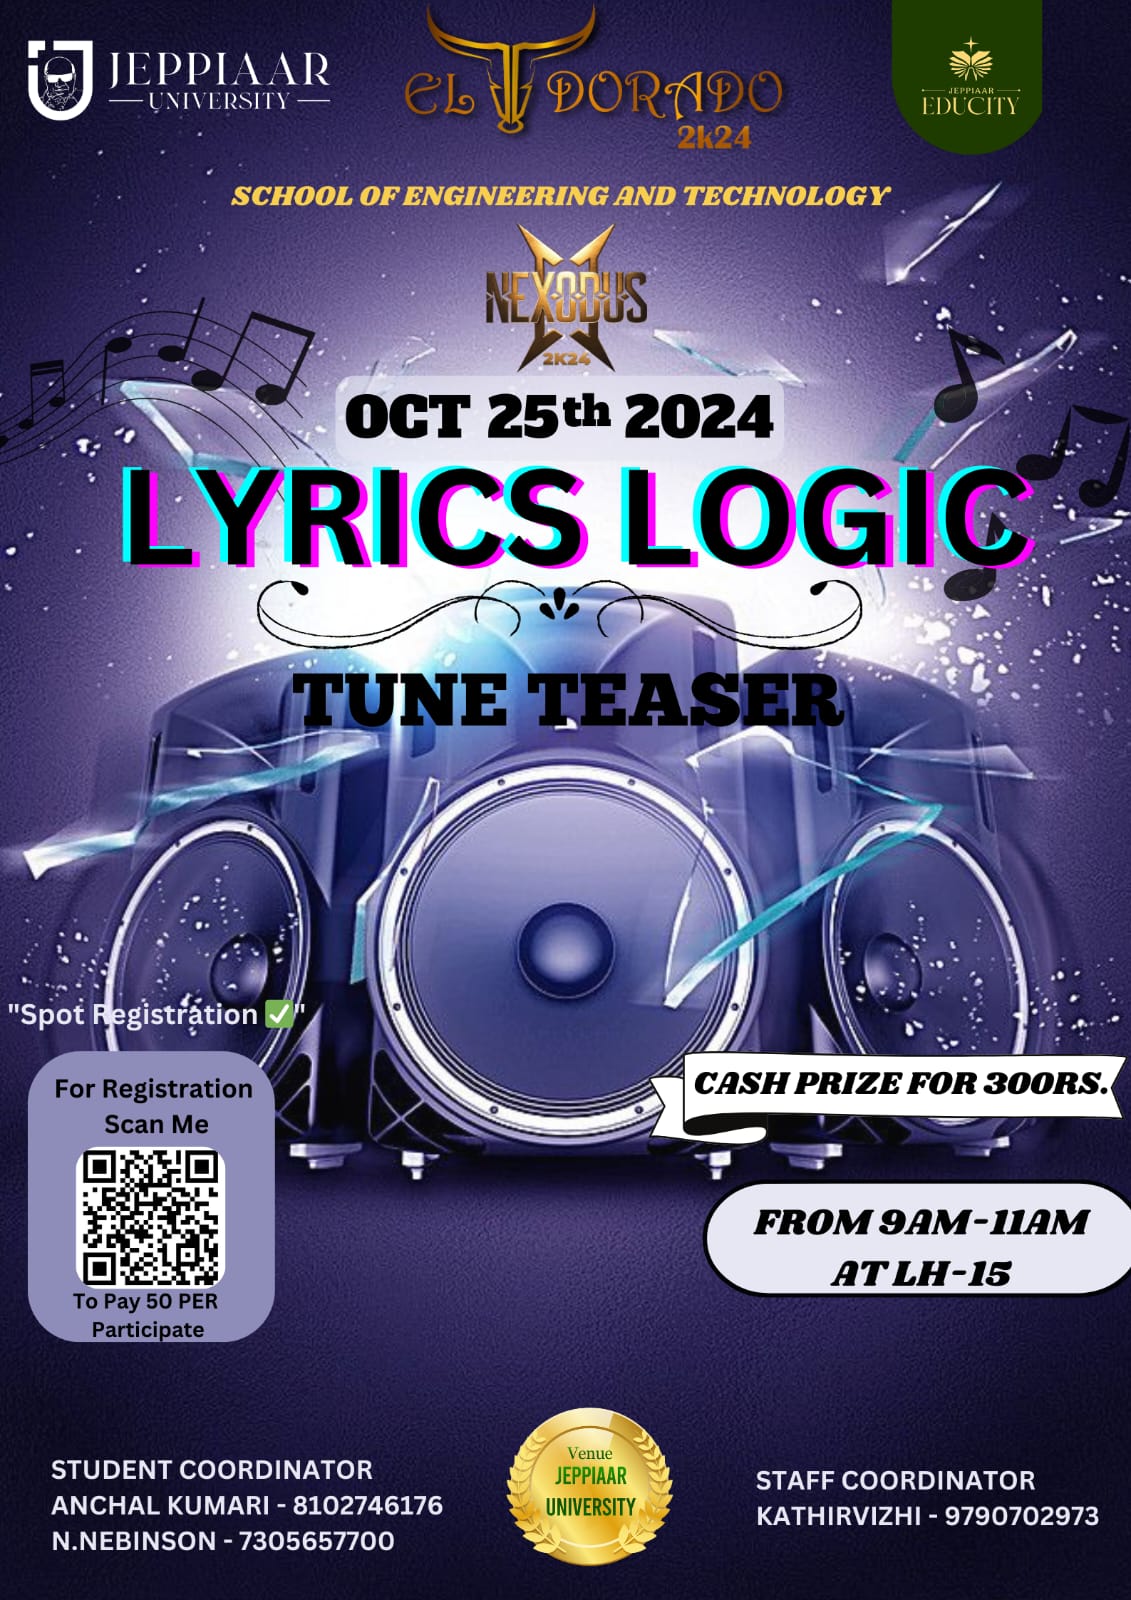 JEPPIAAR
UNIVERSITY
EL DORADO
2k24
JEPPIAAR
EDUCITY
SCHOOL OF ENGINEERING AND TECHNOLOGY
NEXODUS
2K24
OCT 25th 2024
LYRICS LOGIC
TUNE TEASER
"Spot Registration ✅"
For Registration
Scan Me
To Pay 50 PER
Participate
CASH PRIZE FOR 300RS.
FROM 9AM-11AM
AT LH-15
STUDENT COORDINATOR
ANCHAL KUMARI - 8102746176
N.NEBINSON - 7305657700
Venue
JEPPIAAR
UNIVERSITY
STAFF COORDINATOR
KATHIRVIZHI - 9790702973